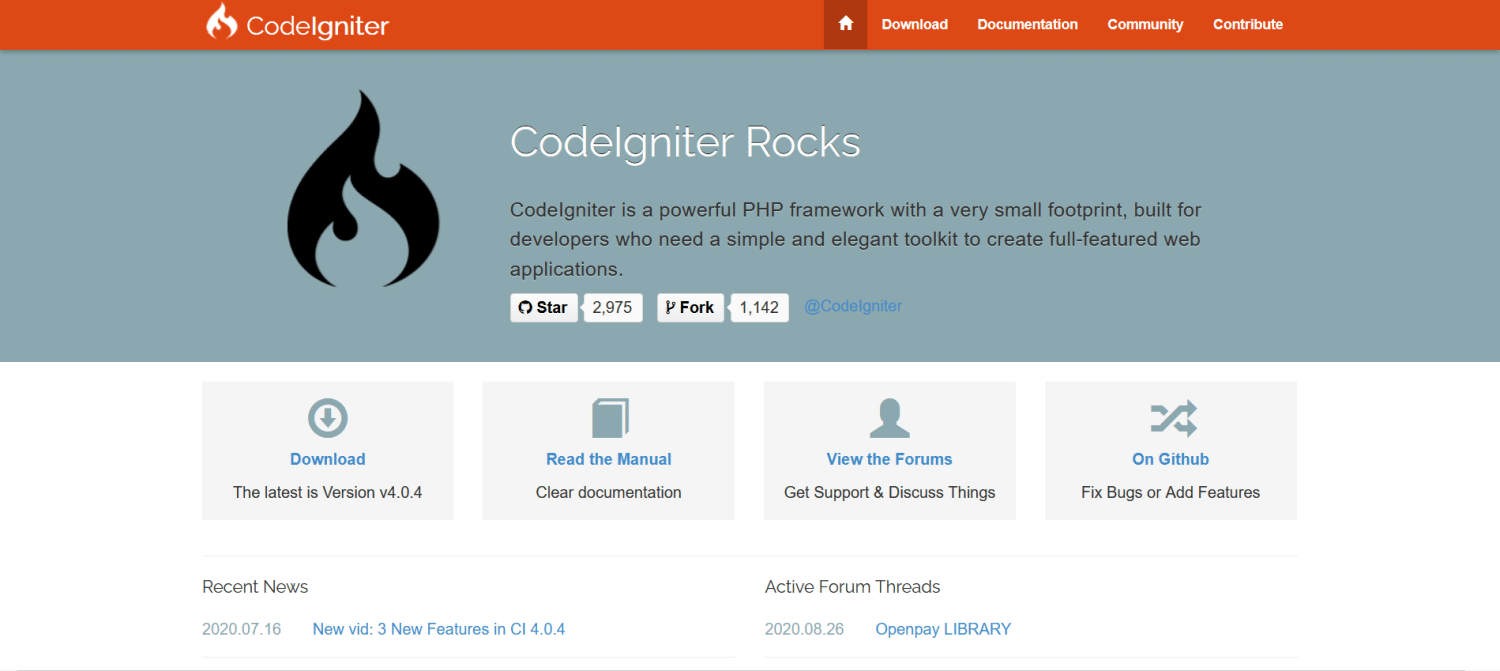 CodeIgniter
Download Documentation Community Contribute
CodeIgniter Rocks
CodeIgniter is a powerful PHP framework with a very small footprint, built for
developers who need a simple and elegant toolkit to create full-featured web
applications.
Star 2,975 Fork 1,142 @CodeIgniter
Download
The latest is Version v4.0.4
Read the Manual
Clear documentation
View the Forums
Get Support & Discuss Things
On Github
Fix Bugs or Add Features
Recent News
2020.07.16 New vid: 3 New Features in CI 4.0.4
Active Forum Threads
2020.08.26 Openpay LIBRARY